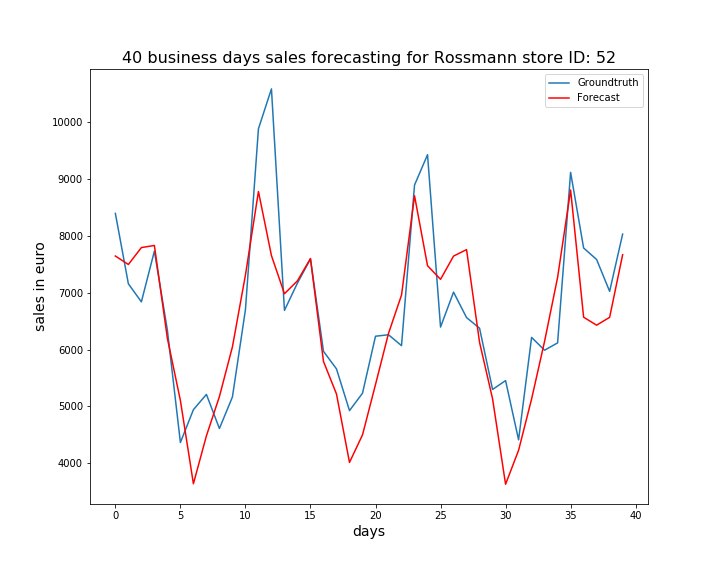 40 business days sales forecasting for Rossmann store ID: 52
Groundtruth
Forecast
sales in euro
10000
9000
8000
7000
6000
5000
4000
0 5 10 15 20 25 30 35 40
days